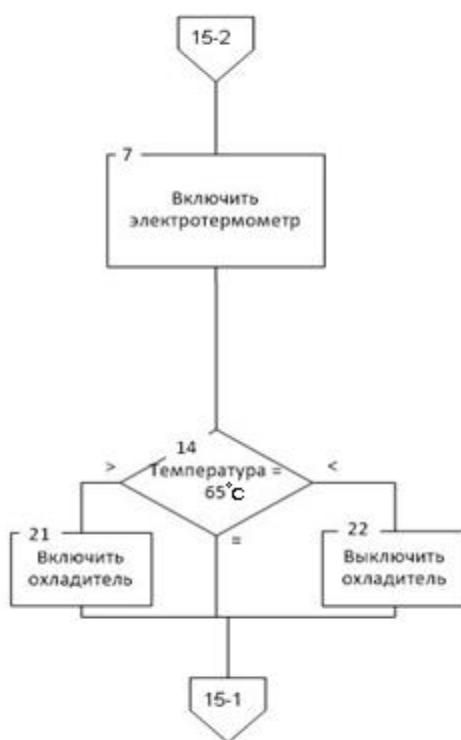 15-2
7
Включить
электротермометр
14
> Температура = <
65°C
=
21
Включить
охладитель
22
Выключить
охладитель
15-1